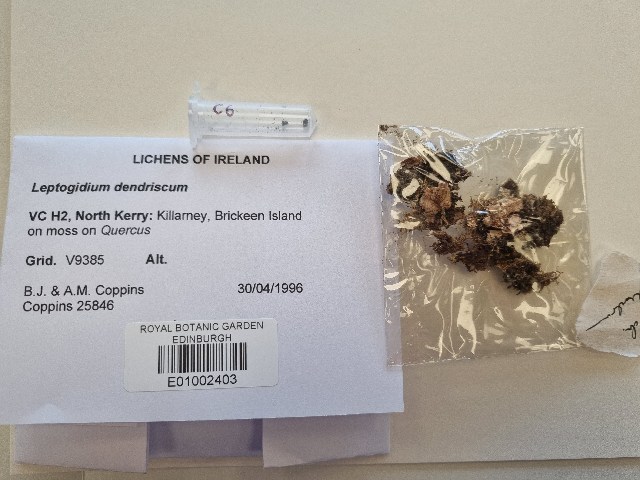 C6
LICHENS OF IRELAND
Leptogidium dendriscum
VC H2, North Kerry: Killarney, Brickeen Island
on moss on Quercus
Grid. V9385 Alt.
B.J. & A.M. Coppins 30/04/1996
Coppins 25846
ROYAL BOTANIC GARDEN
EDINBURGH
E01002403